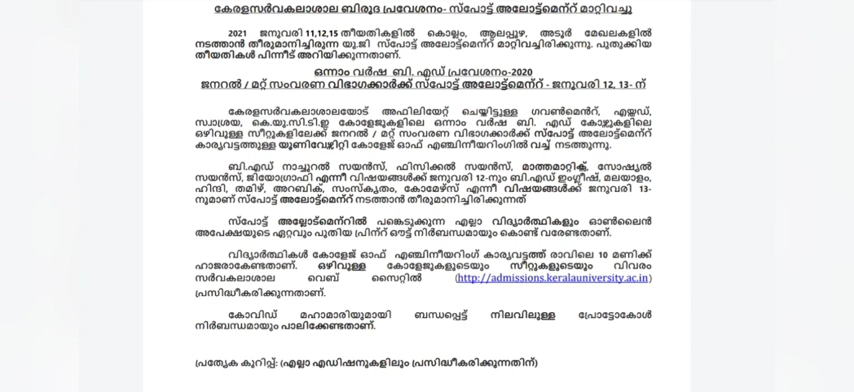 കേരളസർവകലാശാല ബിരുദ പ്രവേശനം- സ്പോട്ട് അലോട്ട്മെന്റ് മാറ്റിവച്ചു
2021 ജനുവരി 11,12,15 തീയതികളിൽ കൊല്ലം, ആലപ്പുഴ, അടൂർ മേഖലകളിൽ
നടത്താൻ തീരുമാനിച്ചിരുന്ന യു.ജി സ്പോട്ട് അലോട്ട്മെന്റ് മാറ്റിവച്ചിരിക്കുന്നു. പുതുക്കിയ
തീയതികൾ പിന്നീട് അറിയിക്കുന്നതാണ്.
ഒന്നാം വർഷ ബി. എഡ് പ്രവേശനം-2020
ജനറൽ / മറ്റ് സംവരണ വിഭാഗക്കാർക്ക് സ്പോട്ട് അലോട്ട്മെന്റ് - ജനുവരി 12, 13- ന്
കേരളസർവകലാശാലയോട് അഫിലിയേറ്റ് ചെയ്തിട്ടുള്ള ഗവൺമെൻറ്, എയ്ഡഡ്,
സ്വാശ്രയ, കെ.യു.സി.ടി.ഇ കോളേജുകളിലെ ഒന്നാം വർഷ ബി. എഡ് കോഴ്സുകളിലെ
ഒഴിവുള്ള സീറ്റുകളിലേക്ക് ജനറൽ / മറ്റ് സംവരണ വിഭാഗക്കാർക്ക് സ്പോട്ട് അലോട്ട്മെന്റ്
കാര്യവട്ടത്തുള്ള യൂണിവേഴ്സിറ്റി കോളേജ് ഓഫ് എഞ്ചിനീയറിംഗിൽ വച്ച് നടത്തുന്നു.
ബി.എഡ് നാച്ചുറൽ സയൻസ്, ഫിസിക്കൽ സയൻസ്, മാത്തമാറ്റിക്സ്, സോഷ്യൽ
സയൻസ്, ജിയോഗ്രാഫി എന്നീ വിഷയങ്ങൾക്ക് ജനുവരി 12-നും ബി.എഡ് ഇംഗ്ലീഷ്, മലയാളം,
ഹിന്ദി, തമിഴ്, അറബിക്, സംസ്കൃതം, കോമേഴ്സ് എന്നീ വിഷയങ്ങൾക്ക് ജനുവരി 13-
നുമാണ് സ്പോട്ട് അലോട്ട്മെന്റ് നടത്താൻ തീരുമാനിച്ചിരുന്നത്
സ്പോട്ട് അലോട്മെന്റിൽ പങ്കെടുക്കുന്ന എല്ലാ വിദ്യാർത്ഥികളും ഓൺലൈൻ
അപേക്ഷയുടെ ഏറ്റവും പുതിയ പ്രിന്റ് ഔട്ട് നിർബന്ധമായും കൊണ്ട് വരേണ്ടതാണ്.
വിദ്യാർത്ഥികൾ കോളേജ് ഓഫ് എഞ്ചിനീയറിംഗ് കാര്യവട്ടത്ത് രാവിലെ 10 മണിക്ക്
ഹാജരാകേണ്ടതാണ്. ഒഴിവുള്ള കോളേജുകളുടെയും സീറ്റുകളുടെയും വിവരം
സർവകലാശാല വെബ് സൈറ്റിൽ (http://admissions.keralauniversity.ac.in)
പ്രസിദ്ധീകരിക്കുന്നതാണ്.
കോവിഡ് മഹാമാരിയുമായി ബന്ധപ്പെട്ട് നിലവിലുള്ള പ്രോട്ടോകോൾ
നിർബന്ധമായും പാലിക്കേണ്ടതാണ്.
പ്രത്യേക കുറിപ്പ്: (എല്ലാ എഡിഷനുകളിലും പ്രസിദ്ധീകരിക്കുന്നതിന്)